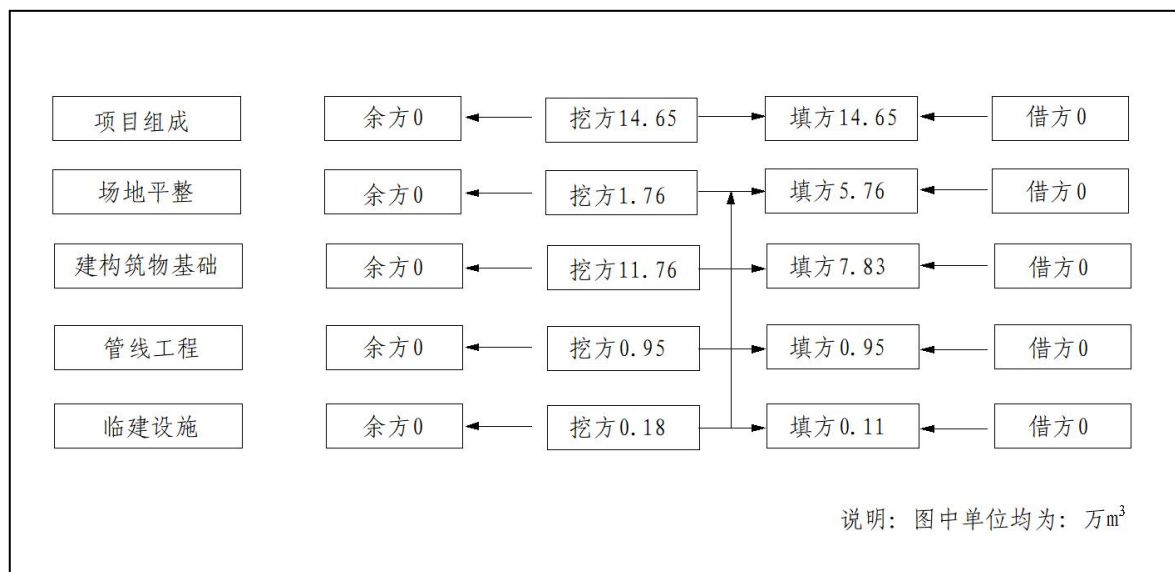 项目组成 余方0 挖方14.65 填方14.65 借方0
场地平整 余方0 挖方1.76 填方5.76 借方0
建构筑物基础 余方0 挖方11.76 填方7.83 借方0
管线工程 余方0 挖方0.95 填方0.95 借方0
临建设施 余方0 挖方0.18 填方0.11 借方0
说明：图中单位均为：万m³